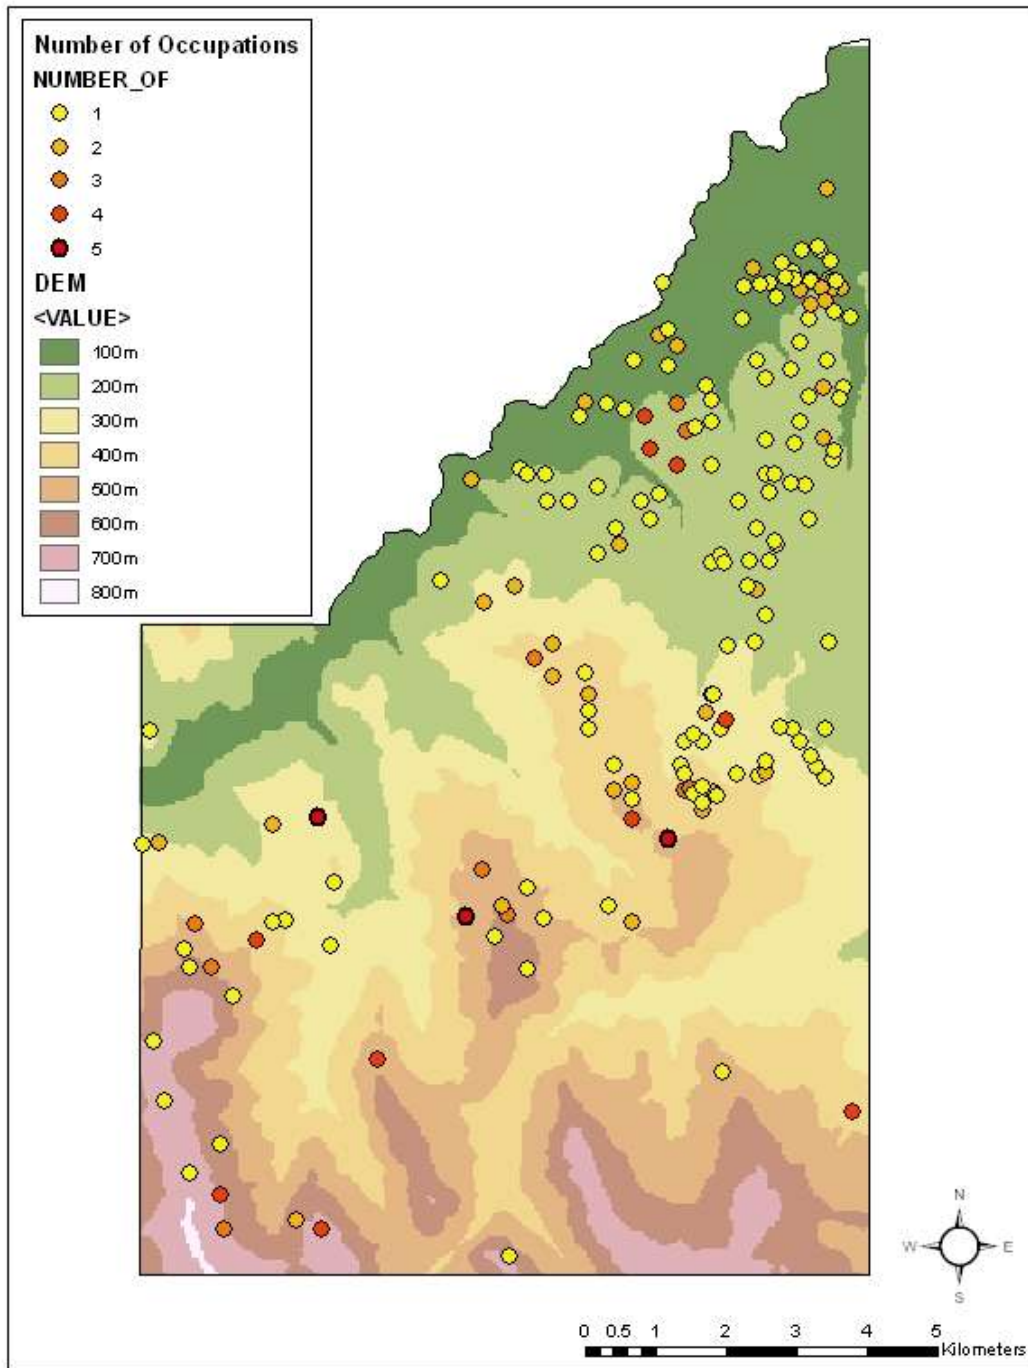 Number of Occupations
NUMBER_OF
1
2
3
4
5
DEM
<VALUE>
100m
200m
300m
400m
500m
600m
700m
800m
N
W E
S
0 0.5 1 2 3 4 5
Kilometers